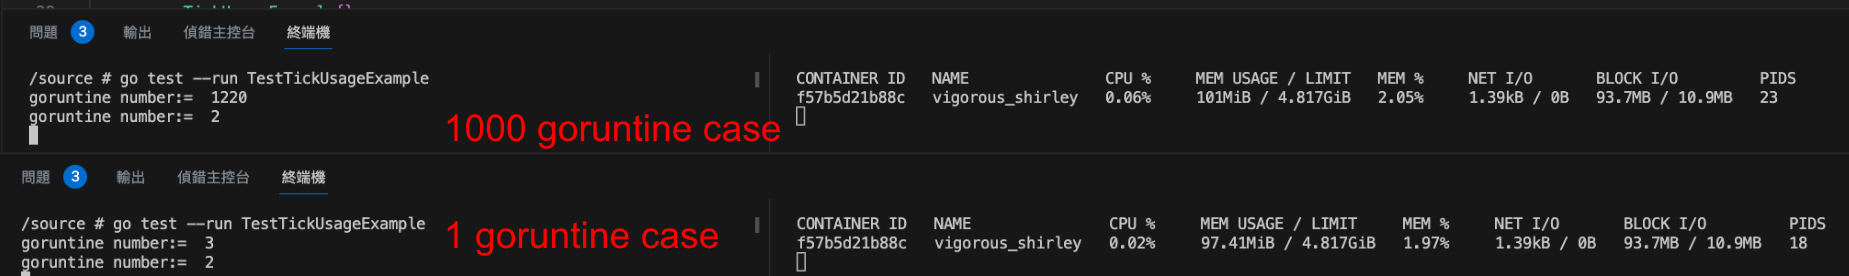 問題 3 輸出 偵錯主控台 終端機
/source # go test --run TestTickUsageExample
goruntine number:=  1220
goruntine number:=  2
1000 goruntine case
CONTAINER ID NAME CPU % MEM USAGE / LIMIT MEM % NET I/O BLOCK I/O PIDS
f57b5d21b88c vigorous_shirley 0.06% 101MiB / 4.817GiB 2.05% 1.39kB / 0B 93.7MB / 10.9MB 23
問題 3 輸出 偵錯主控台 終端機
/source # go test --run TestTickUsageExample
goruntine number:=  3
goruntine number:=  2
1 goruntine case
CONTAINER ID NAME CPU % MEM USAGE / LIMIT MEM % NET I/O BLOCK I/O PIDS
f57b5d21b88c vigorous_shirley 0.02% 97.41MiB / 4.817GiB 1.97% 1.39kB / 0B 93.7MB / 10.9MB 18